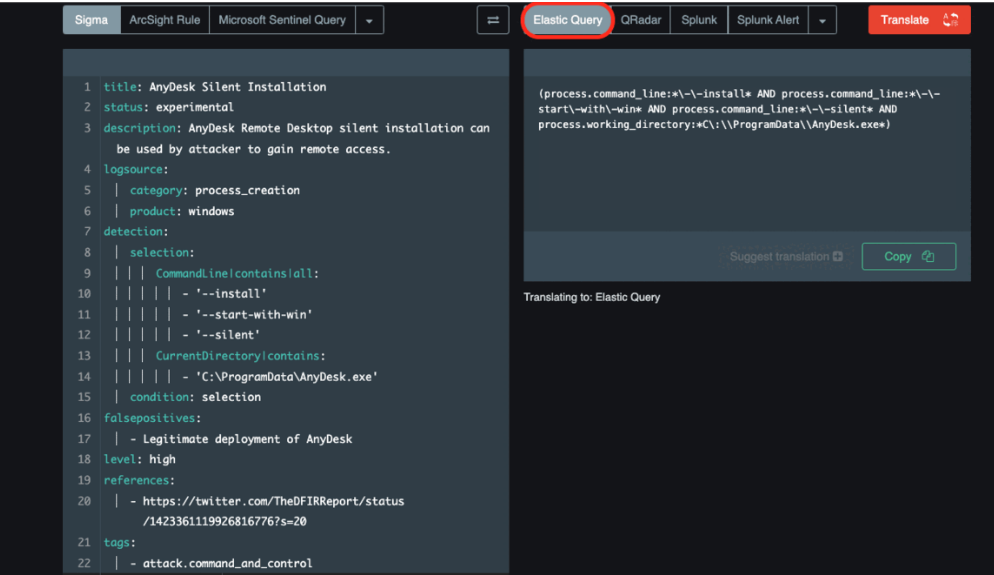 Sigma ArcSight Rule Microsoft Sentinel Query Elastic Query QRadar Splunk Splunk Alert Translate
1 title: AnyDesk Silent Installation
2 status: experimental
3 description: AnyDesk Remote Desktop silent installation can
be used by attacker to gain remote access.
4 logsource:
5 category: process_creation
6 product: windows
7 detection:
8 selection:
9 CommandLine|contains|all:
10 - '--install'
11 - '--start-with-win'
12 - '--silent'
13 CurrentDirectory|contains:
14 - 'C:\ProgramData\AnyDesk.exe'
15 condition: selection
16 falsepositives:
17 - Legitimate deployment of AnyDesk
18 level: high
19 references:
20 - https://twitter.com/TheDFIRReport/status
/1423361119926816776?s=20
21 tags:
22 - attack.command_and_control
(process.command_line:*\-\-install* AND process.command_line:*\-\-
start\-with\-win* AND process.command_line:*\-\-silent* AND
process.working_directory:*C\:\\ProgramData\\AnyDesk.exe*)
Suggest translation Copy
Translating to: Elastic Query